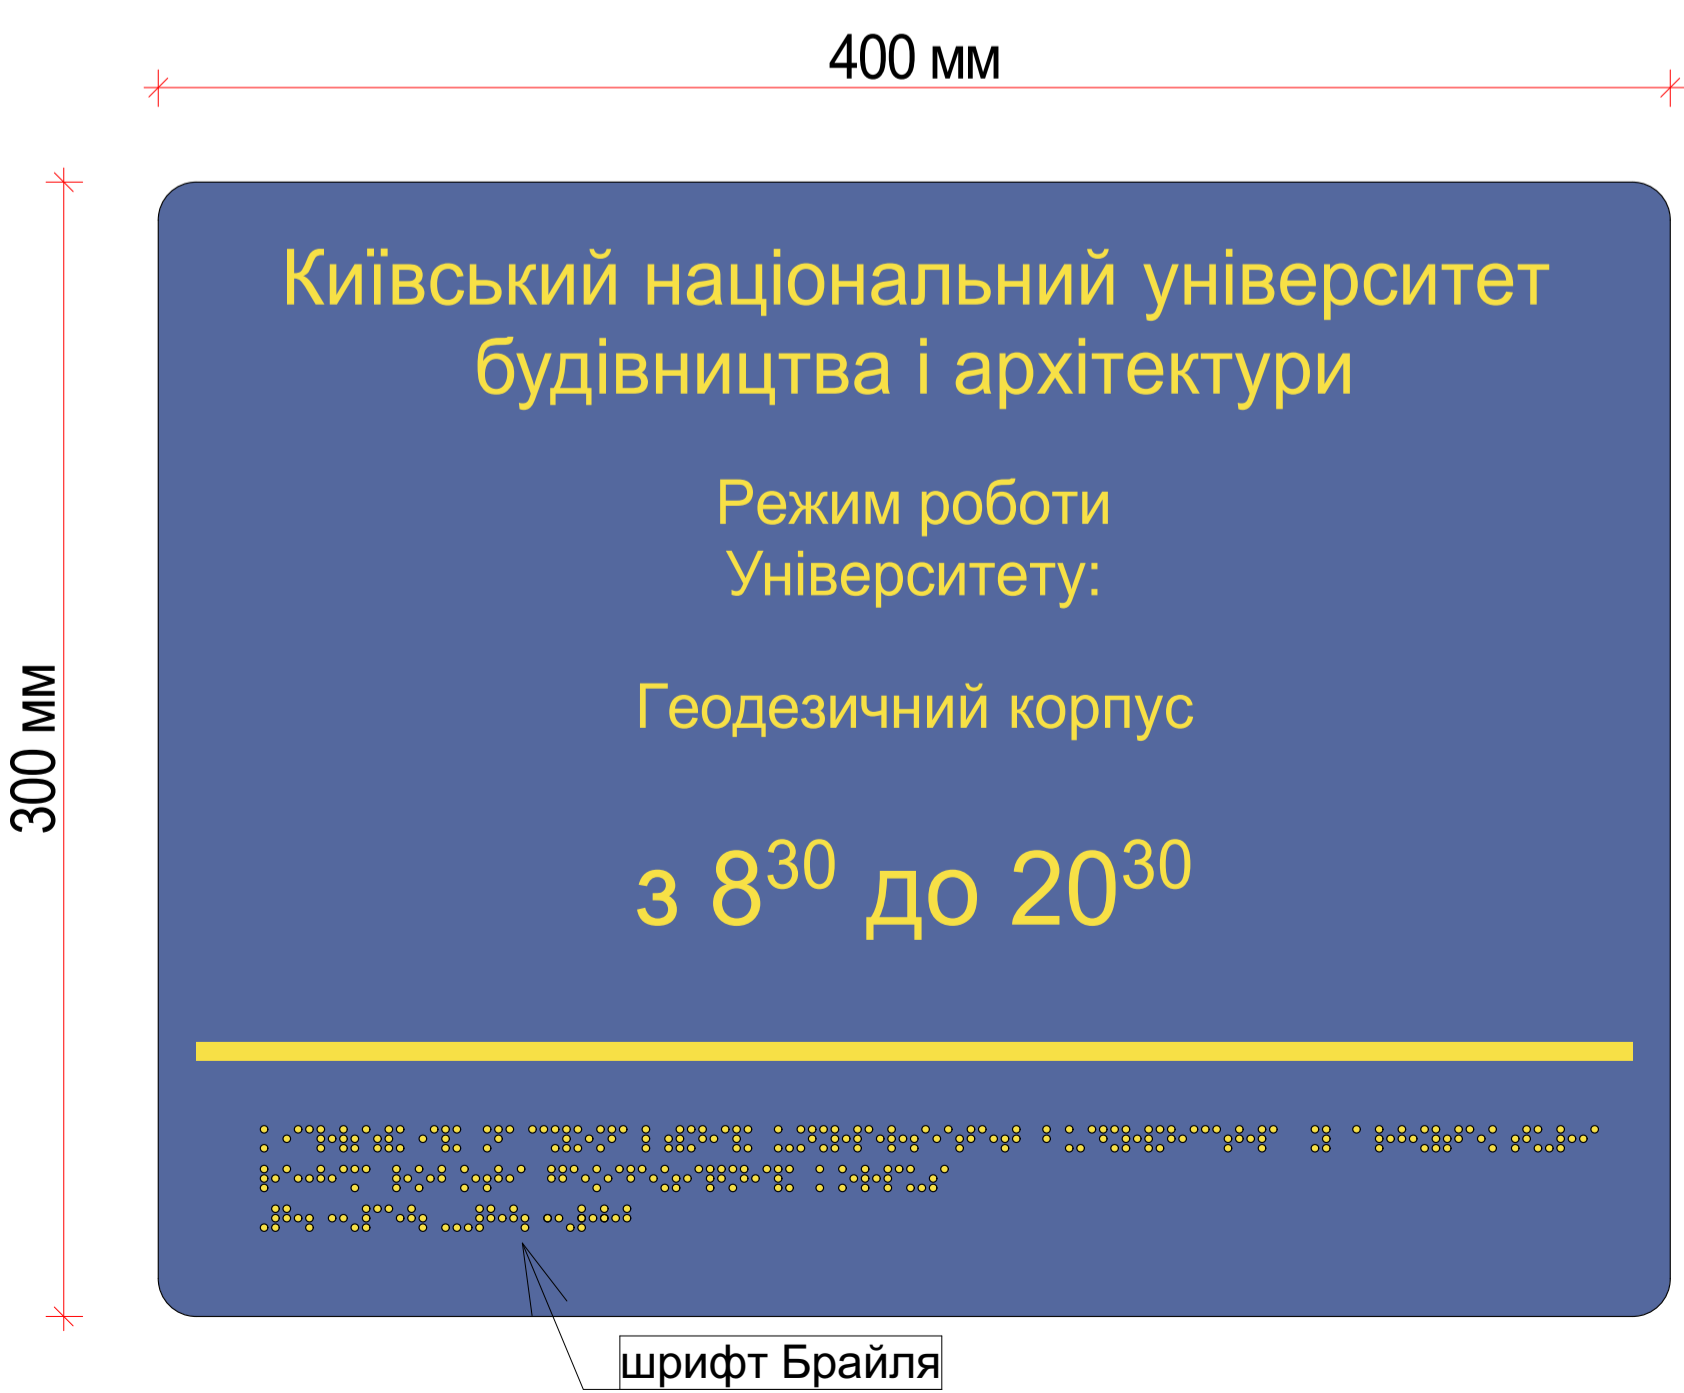 400 мм
300 мм
Київський національний університет
будівництва і архітектури
Режим роботи
Університету:
Геодезичний корпус
з 8³⁰ до 20³⁰
шрифт Брайля